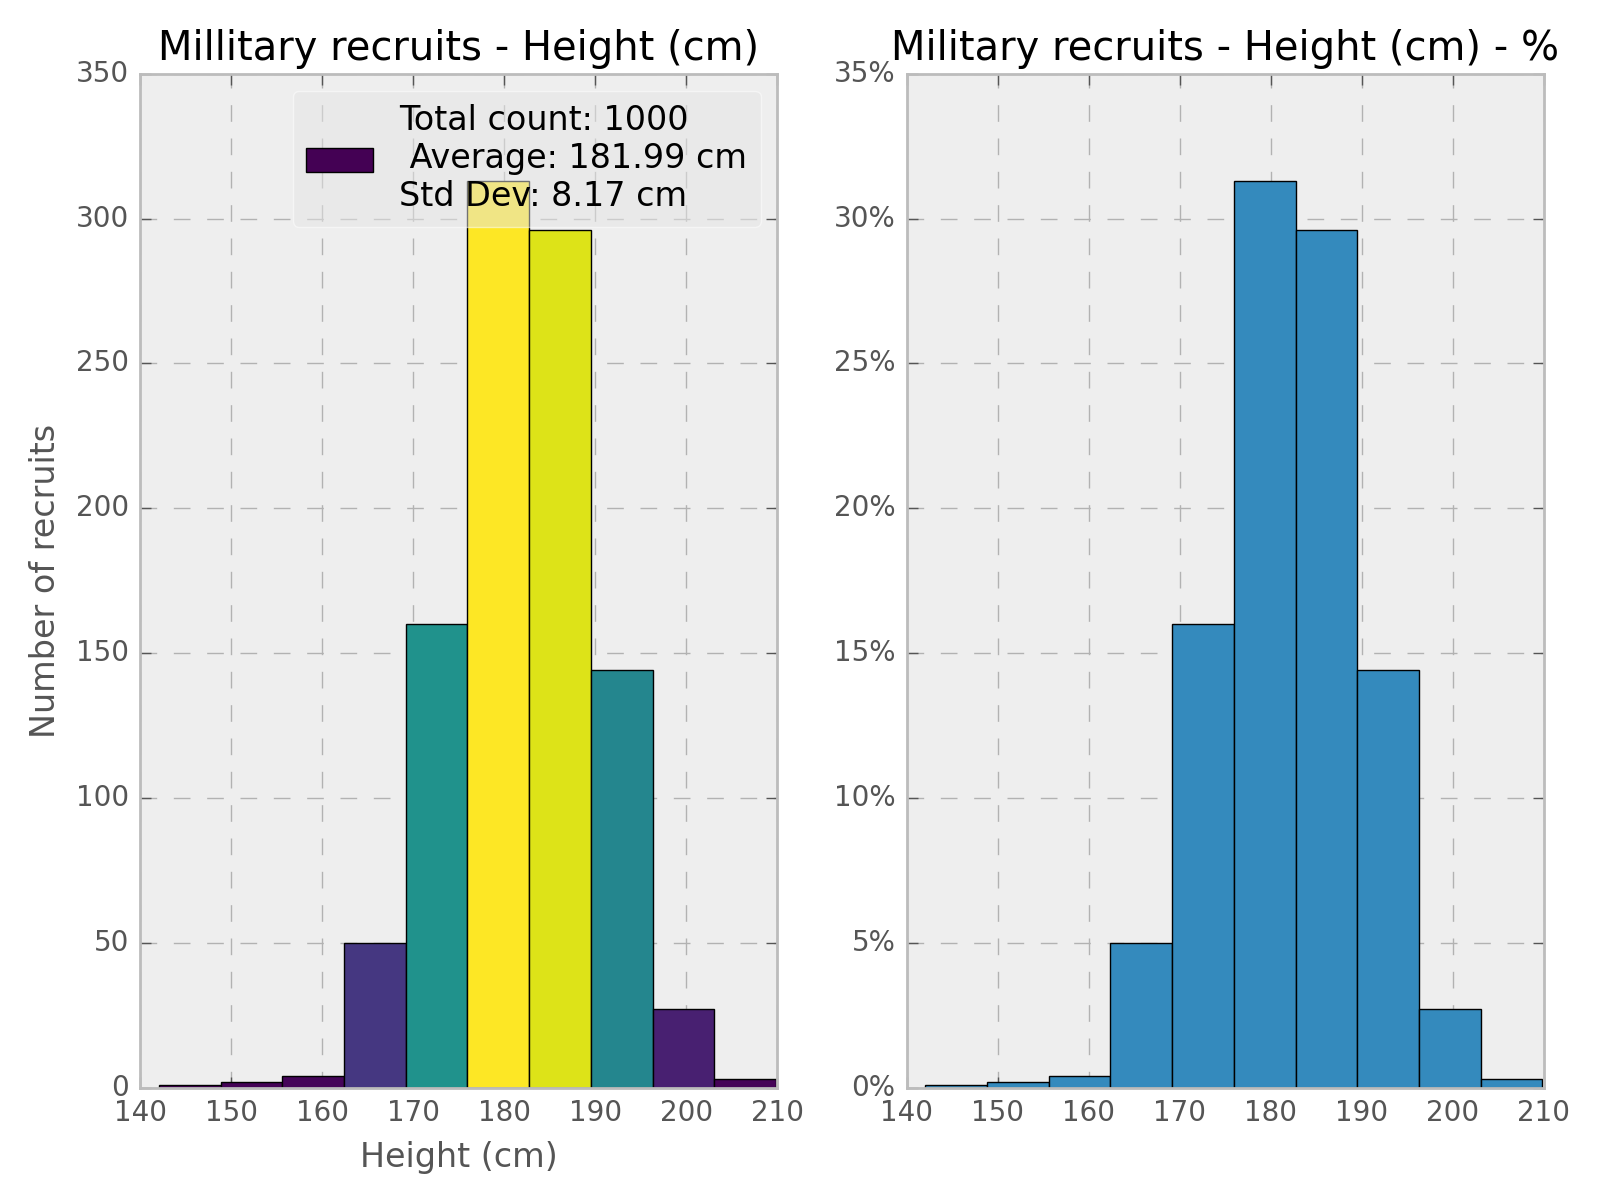 Millitary recruits - Height (cm)
Total count: 1000
Average: 181.99 cm
Std Dev: 8.17 cm
350
300
250
200
150
100
50
0
Number of recruits
140 150 160 170 180 190 200 210
Height (cm)
Military recruits - Height (cm) - %
35%
30%
25%
20%
15%
10%
5%
0%
140 150 160 170 180 190 200 210